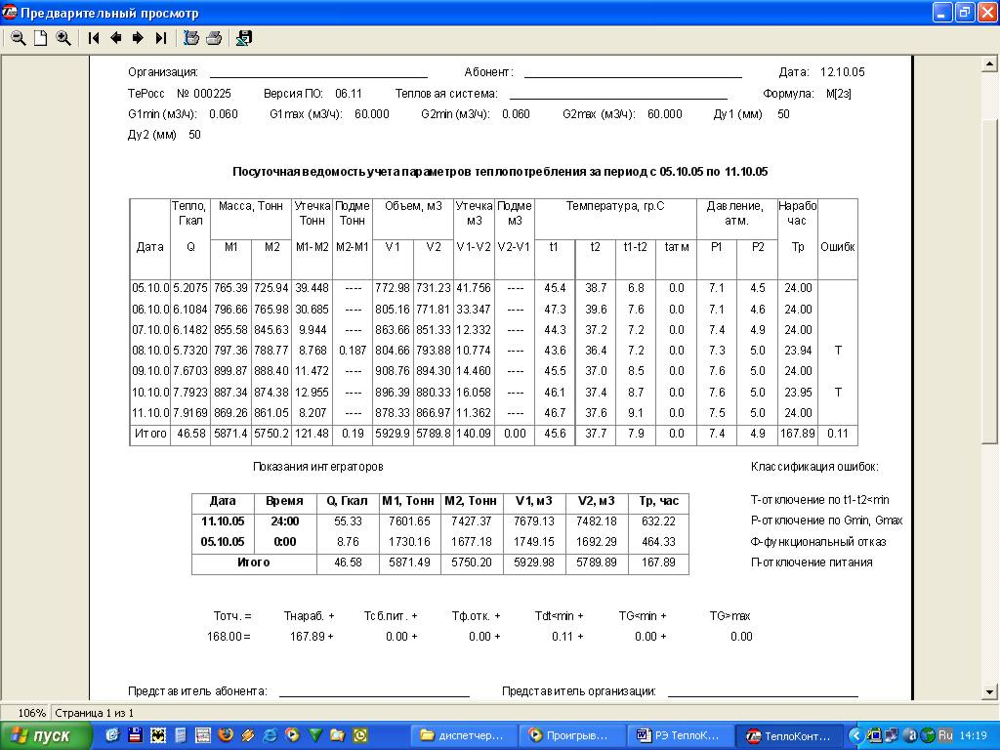 Предварительный просмотр
Организация: Абонент: Дата: 12.10.05
ТеРосс № 000225 Версия ПО: 06.11 Тепловая система: Формула: М[2з]
G1min (м3/ч): 0.060 G1max (м3/ч): 60.000 G2min (м3/ч): 0.060 G2max (м3/ч): 60.000 Ду1 (мм) 50
Ду2 (мм) 50
Посуточная ведомость учета параметров теплопотребления за период с 05.10.05 по 11.10.05
Тепло, Масса, Тонн Утечка Подме Объем, м3 Утечка Подме Температура, гр.С Давление, Нарабо
Гкал Тонн Тонн м3 м3 атм. час
Дата Q M1 M2 M1-M2 M2-M1 V1 V2 V1-V2 V2-V1 t1 t2 t1-t2 tатм P1 P2 Тр Ошибк
05.10.0 5.2075 765.39 725.94 39.448 ---- 772.98 731.23 41.756 ---- 45.4 38.7 6.8 0.0 7.1 4.5 24.00
06.10.0 6.1084 796.66 765.98 30.685 ---- 805.16 771.81 33.347 ---- 47.3 39.6 7.6 0.0 7.1 4.6 24.00
07.10.0 6.1482 855.58 845.63 9.944 ---- 863.66 851.33 12.332 ---- 44.3 37.2 7.2 0.0 7.4 4.9 24.00
08.10.0 5.7320 797.36 788.77 8.768 0.187 804.66 793.88 10.774 ---- 43.6 36.4 7.2 0.0 7.3 5.0 23.94 Т
09.10.0 7.6703 899.87 888.40 11.472 ---- 908.76 894.30 14.460 ---- 45.5 37.0 8.5 0.0 7.6 5.0 24.00
10.10.0 7.7923 887.34 874.38 12.955 ---- 896.39 880.33 16.058 ---- 46.1 37.4 8.7 0.0 7.6 5.0 23.95 Т
11.10.0 7.9169 869.26 861.05 8.207 ---- 878.33 866.97 11.362 ---- 46.7 37.6 9.1 0.0 7.5 5.0 24.00
Итого 46.58 5871.4 5750.2 121.48 0.19 5929.9 5789.8 140.09 0.00 45.6 37.7 7.9 0.0 7.4 4.9 167.89 0.11
Показания интеграторов Классификация ошибок:
Дата Время Q, Гкал M1, Тонн M2, Тонн V1, м3 V2, м3 Тр, час Т-отключение по t1-t2<min
11.10.05 24:00 55.33 7601.65 7427.37 7679.13 7482.18 632.22 Р-отключение по Gmin, Gmax
05.10.05 0:00 8.76 1730.16 1677.18 1749.15 1692.29 464.33 Ф-функциональный отказ
Итого 46.58 5871.49 5750.20 5929.98 5789.89 167.89 П-отключение питания
Тотч. = Тнараб. + Тсб.пит. + Тф.отк. + Тdt<min + TG<min + TG>max
168.00 = 167.89 + 0.00 + 0.00 + 0.11 + 0.00 + 0.00
Представитель абонента: Представитель организации:
106% Страница 1 из 1
пуск диспетчер... Проигрыв... РЭ ТеплоК... ТеплоКонт... Ru 14:19